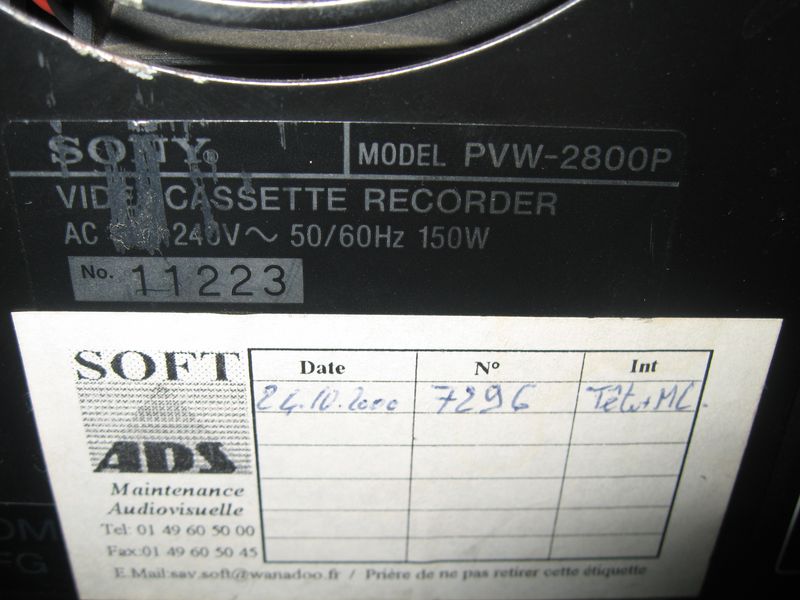 SONY®
MODEL PVW-2800P
VIDEO CASSETTE RECORDER
AC 240V~ 50/60Hz 150W
No. 11223
SOFT
ADS
Maintenance
Audiovisuelle
Tel: 01 49 60 50 00
Fax:01 49 60 50 45
E.Mail:sav.soft@wanadoo.fr / Prière de ne pas retirer cette étiquette
Date N° Int
24.10.2000 7296